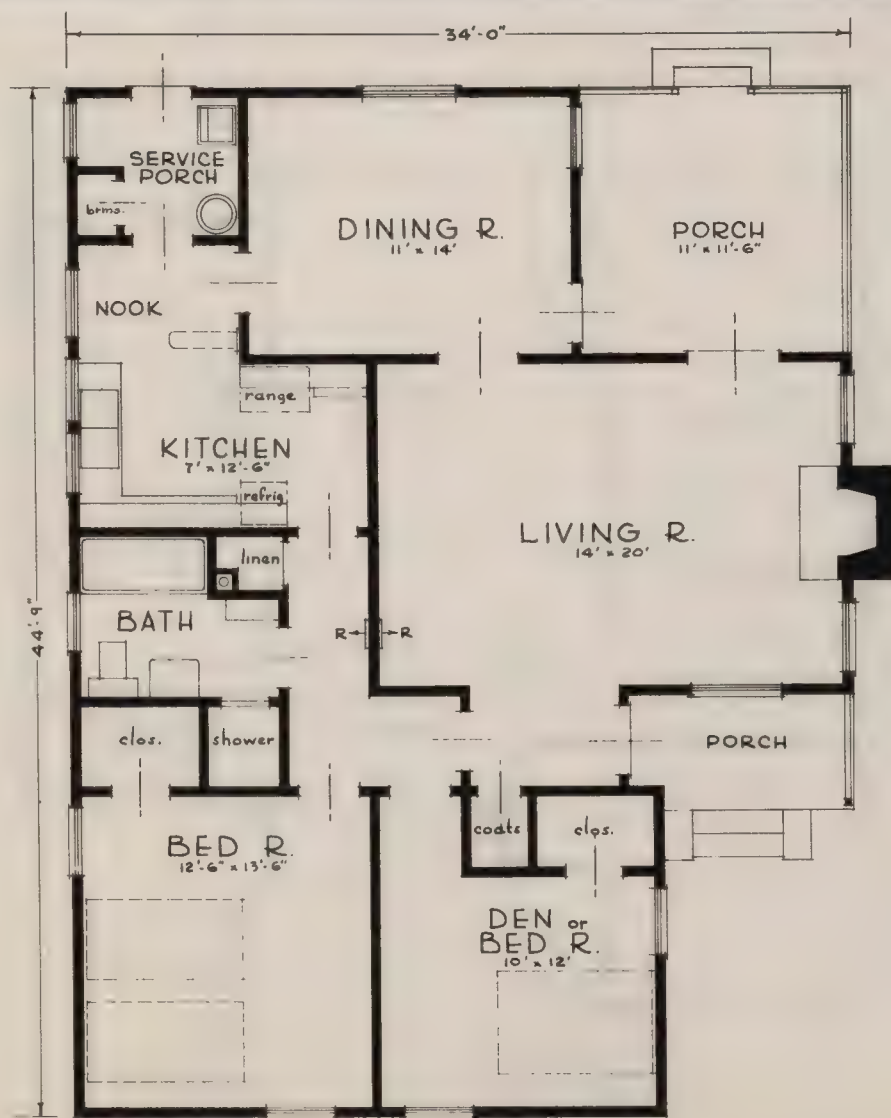 34'-0"
SERVICE
PORCH
brms.
DINING R.
11' x 14'
PORCH
11' x 11'-6"
NOOK
range
KITCHEN
7' x 12'-6"
refrig
LIVING R.
14' x 20'
linen
44'-9"
BATH
R
R
clos.
shower
PORCH
BED R.
12'-6" x 13'-6"
coats
clos.
DEN or
BED R.
10' x 12'